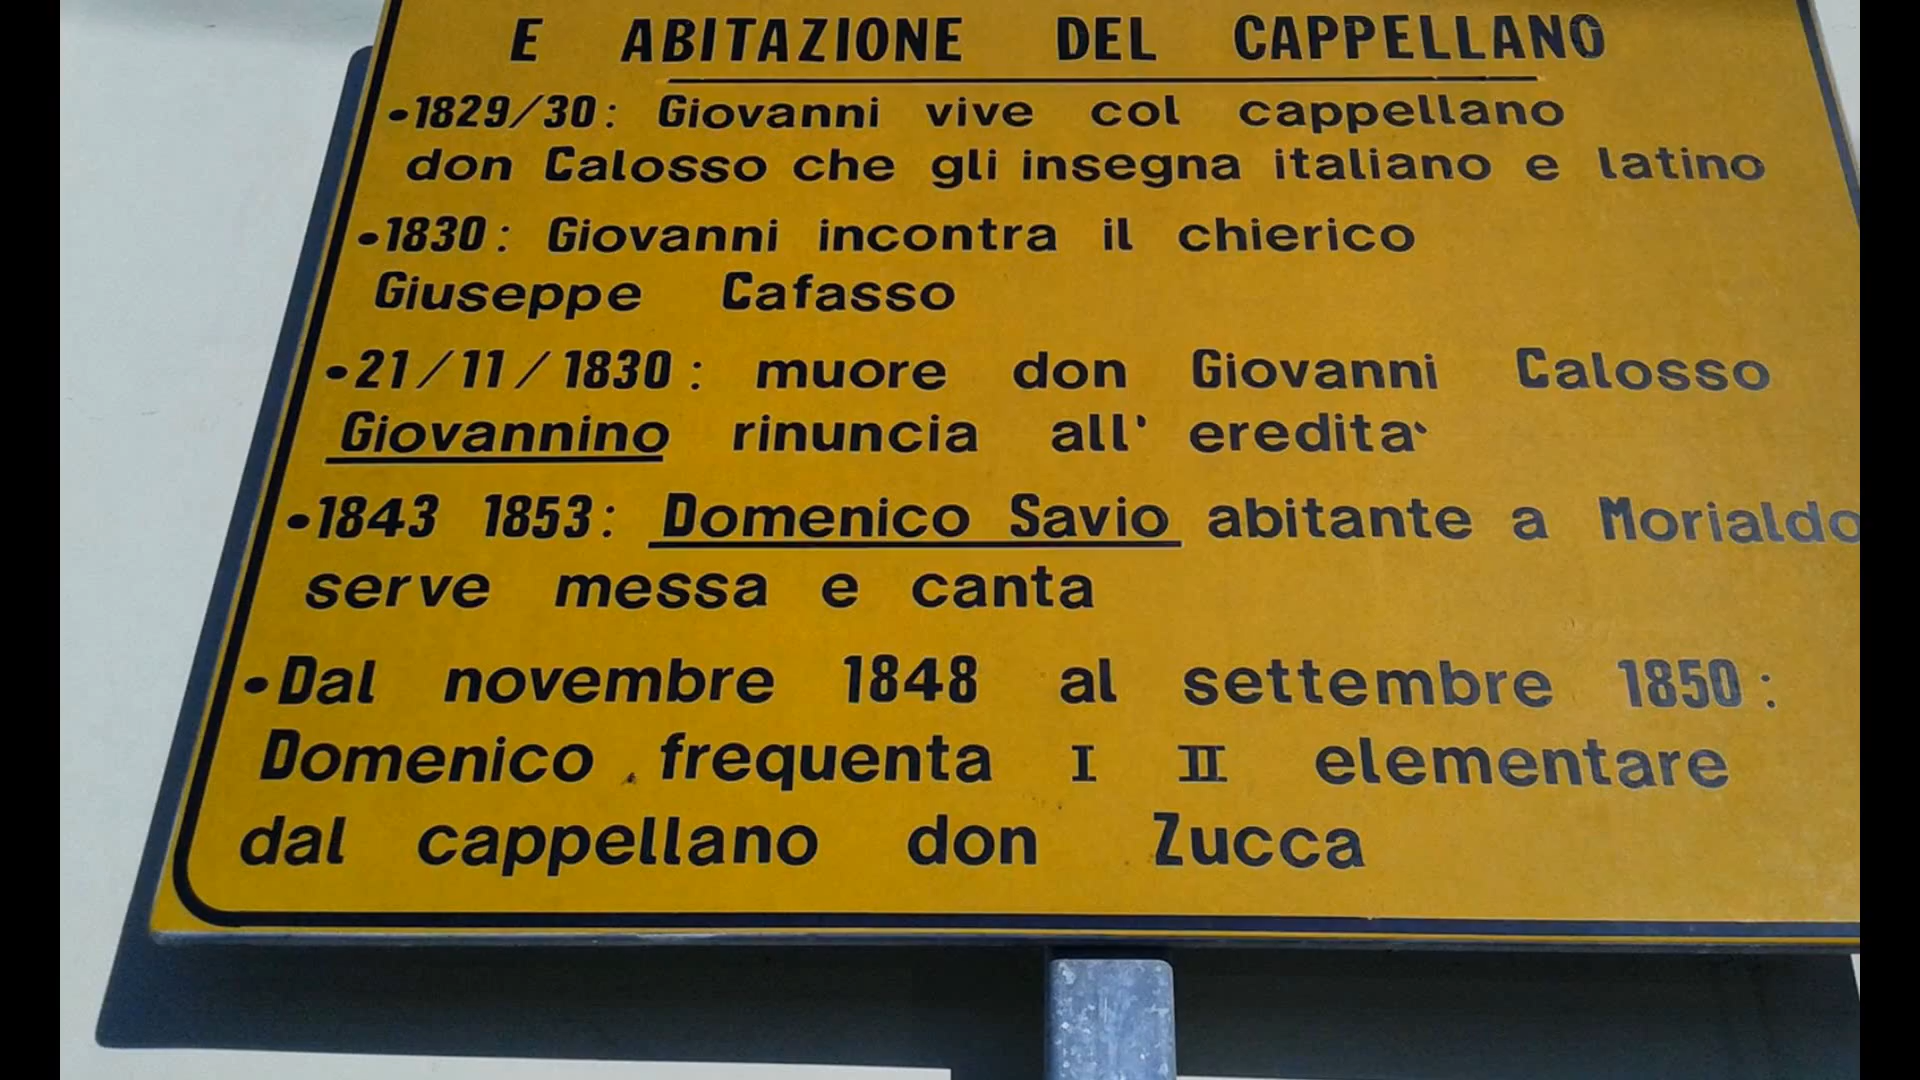 E ABITAZIONE DEL CAPPELLANO
•1829/30: Giovanni vive col cappellano
don Calosso che gli insegna italiano e latino
•1830: Giovanni incontra il chierico
Giuseppe Cafasso
•21/11/1830: muore don Giovanni Calosso
Giovannino rinuncia all' eredita`
•1843 1853: Domenico Savio abitante a Morialdo
serve messa e canta
•Dal novembre 1848 al settembre 1850:
Domenico frequenta I II elementare
dal cappellano don Zucca